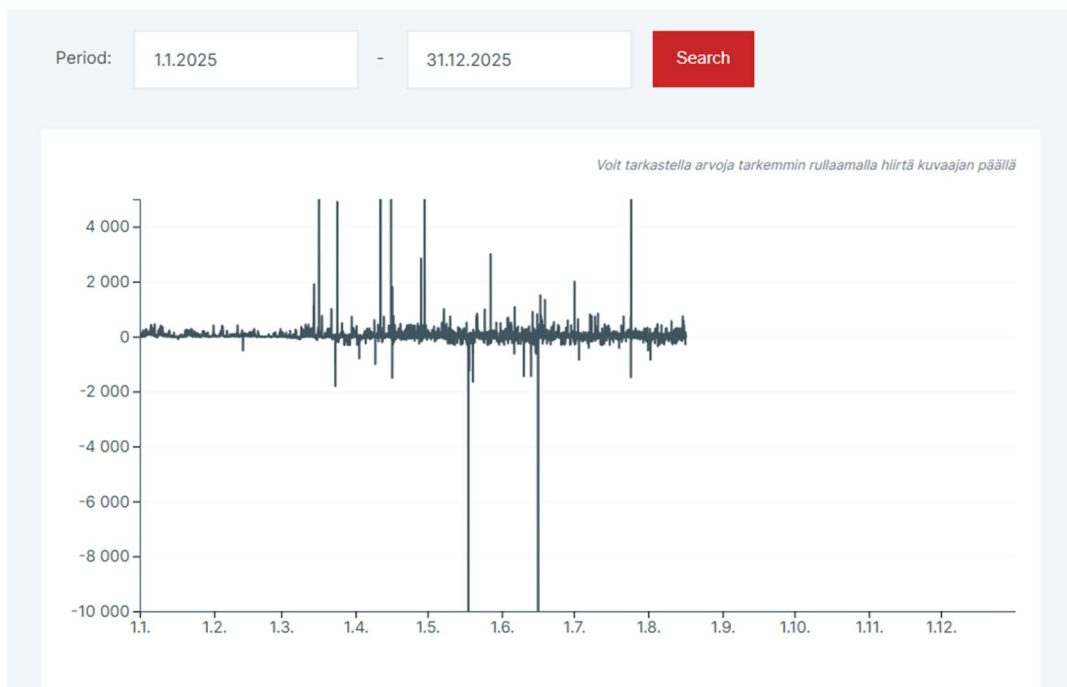 Period: 1.1.2025 - 31.12.2025 Search
Voit tarkastella arvoja tarkemmin rullaamalla hiirtä kuvaajan päällä
4 000
2 000
0
-2 000
-4 000
-6 000
-8 000
-10 000
1.1. 1.2. 1.3. 1.4. 1.5. 1.6. 1.7. 1.8. 1.9. 1.10. 1.11. 1.12.